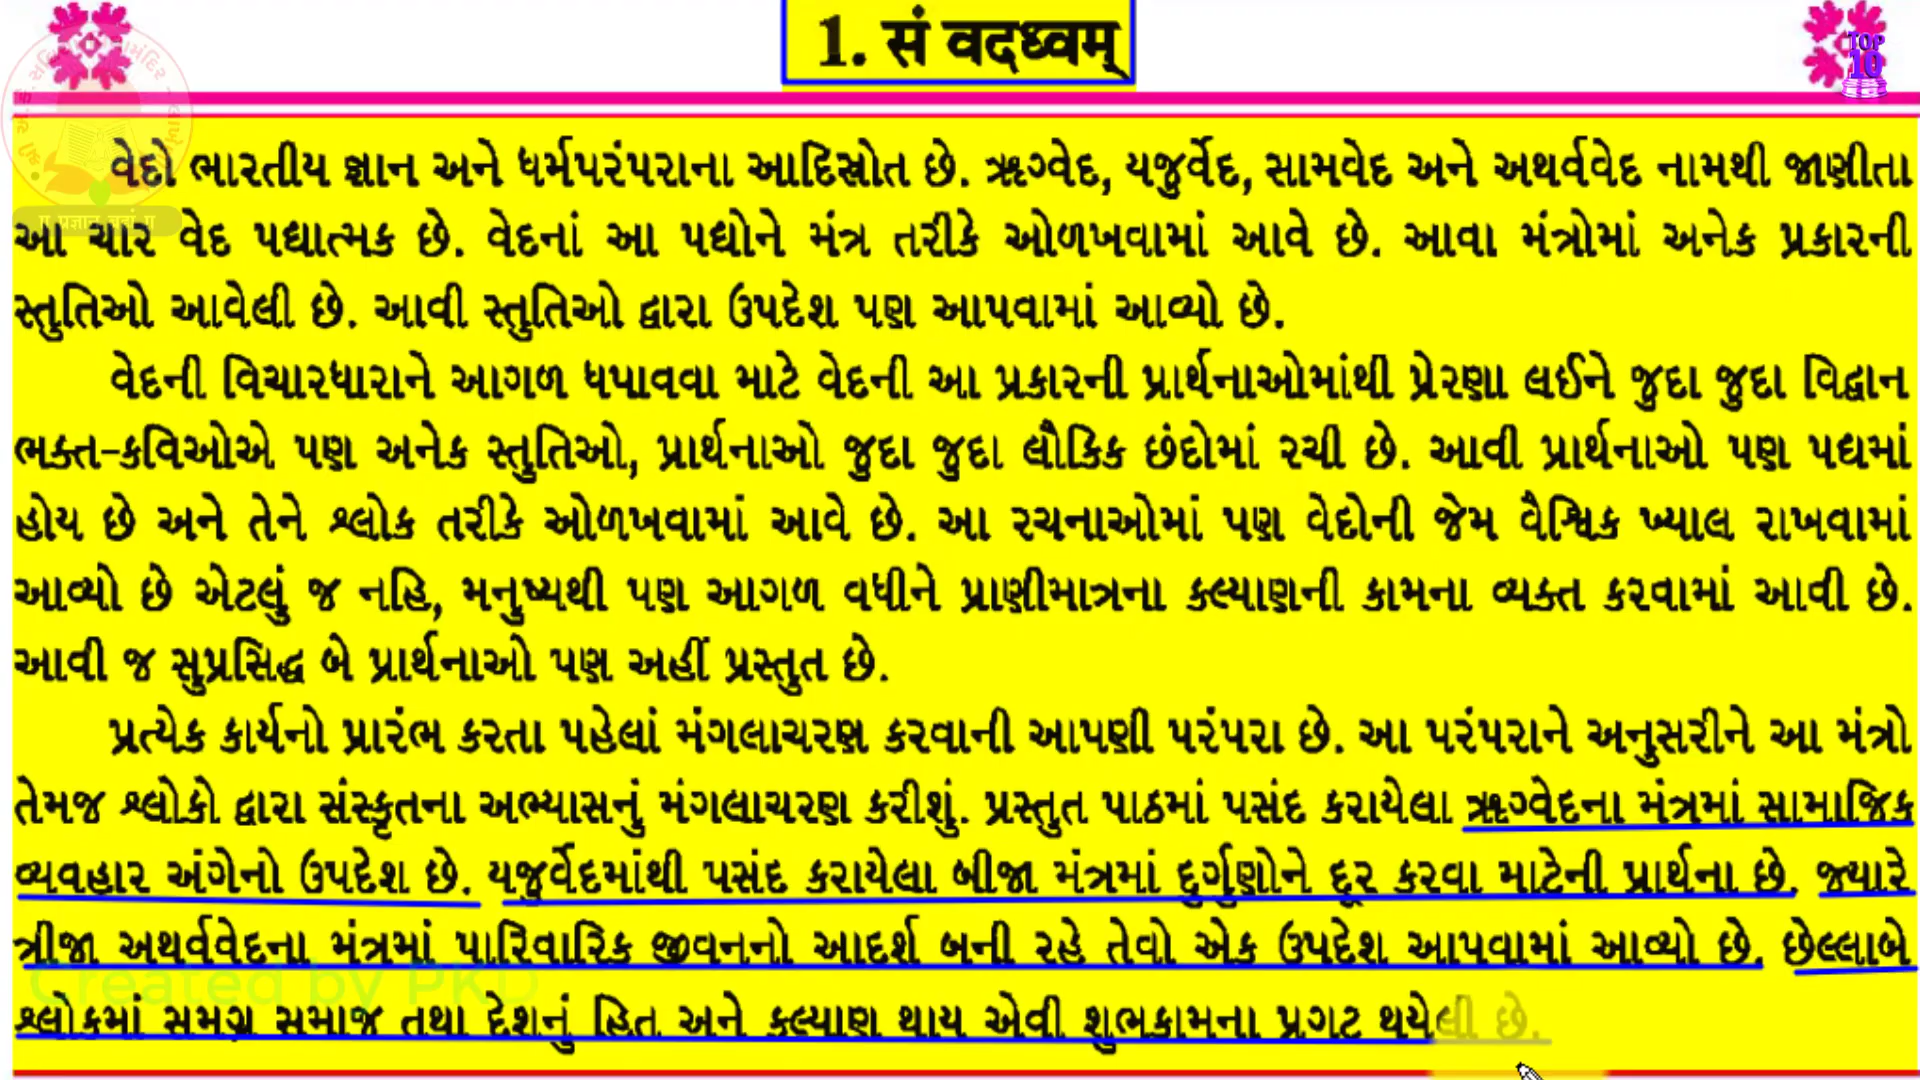 1. सं वदध्वम्
TOP
10
વેદો ભારતીય જ્ઞાન અને ધર્મપરંપરાના આદિસ્રોત છે. ઋગ્વેદ, યજુર્વેદ, સામવેદ અને અથર્વવેદ નામથી જાણીતા
આ ચાર વેદ પદ્યાત્મક છે. વેદનાં આ પદ્યોને મંત્ર તરીકે ઓળખવામાં આવે છે. આવા મંત્રોમાં અનેક પ્રકારની
સ્તુતિઓ આવેલી છે. આવી સ્તુતિઓ દ્વારા ઉપદેશ પણ આપવામાં આવ્યો છે.
વેદની વિચારધારાને આગળ ધપાવવા માટે વેદની આ પ્રકારની પ્રાર્થનાઓમાંથી પ્રેરણા લઈને જુદા જુદા વિદ્વાન
ભક્ત-કવિઓએ પણ અનેક સ્તુતિઓ, પ્રાર્થનાઓ જુદા જુદા લૌકિક છંદોમાં રચી છે. આવી પ્રાર્થનાઓ પણ પદ્યમાં
હોય છે અને તેને શ્લોક તરીકે ઓળખવામાં આવે છે. આ રચનાઓમાં પણ વેદોની જેમ વૈશ્વિક ખ્યાલ રાખવામાં
આવ્યો છે એટલું જ નહિ, મનુષ્યથી પણ આગળ વધીને પ્રાણીમાત્રના કલ્યાણની કામના વ્યક્ત કરવામાં આવી છે.
આવી જ સુપ્રસિદ્ધ બે પ્રાર્થનાઓ પણ અહીં પ્રસ્તુત છે.
પ્રત્યેક કાર્યનો પ્રારંભ કરતા પહેલાં મંગલાચરણ કરવાની આપણી પરંપરા છે. આ પરંપરાને અનુસરીને આ મંત્રો
તેમજ શ્લોકો દ્વારા સંસ્કૃતના અભ્યાસનું મંગલાચરણ કરીશું. પ્રસ્તુત પાઠમાં પસંદ કરાયેલા ઋગ્વેદના મંત્રમાં સામાજિક
વ્યવહાર અંગેનો ઉપદેશ છે. યજુર્વેદમાંથી પસંદ કરાયેલા બીજા મંત્રમાં દુર્ગુણોને દૂર કરવા માટેની પ્રાર્થના છે. જ્યારે
ત્રીજા અથર્વવેદના મંત્રમાં પારિવારિક જીવનનો આદર્શ બની રહે તેવો એક ઉપદેશ આપવામાં આવ્યો છે. છેલ્લાબે
શ્લોકમાં સમગ્ર સમાજ તથા દેશનું હિત અને કલ્યાણ થાય એવી શુભકામના પ્રગટ થયેલી છે.
Created by PKD